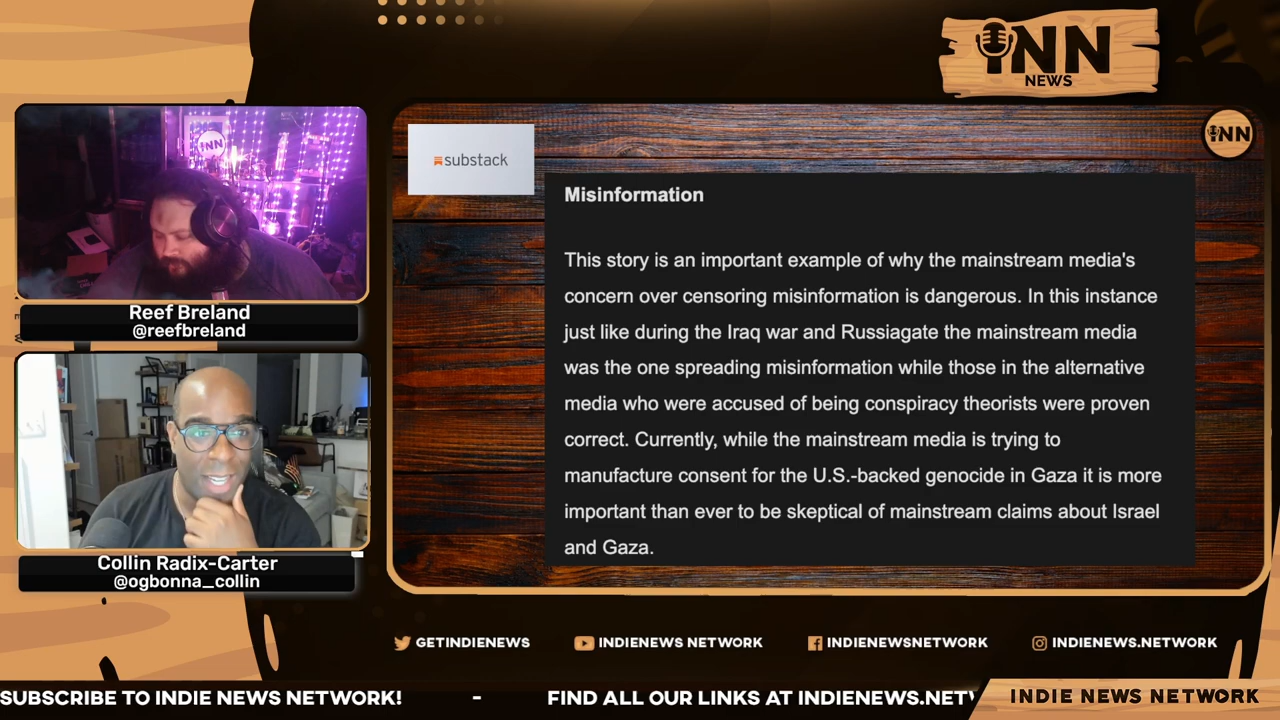 INN
NEWS
INN
INN
substack
Misinformation
This story is an important example of why the mainstream media's
concern over censoring misinformation is dangerous. In this instance
just like during the Iraq war and Russiagate the mainstream media
was the one spreading misinformation while those in the alternative
media who were accused of being conspiracy theorists were proven
correct. Currently, while the mainstream media is trying to
manufacture consent for the U.S.-backed genocide in Gaza it is more
important than ever to be skeptical of mainstream claims about Israel
and Gaza.
Reef Breland
@reefbreland
Collin Radix-Carter
@ogbonna_collin
GETINDIENEWS
INDIENEWS NETWORK
INDIENEWSNETWORK
INDIENEWS.NETWORK
SUBSCRIBE TO INDIE NEWS NETWORK! - FIND ALL OUR LINKS AT INDIENEWS.NETW
INDIE NEWS NETWORK